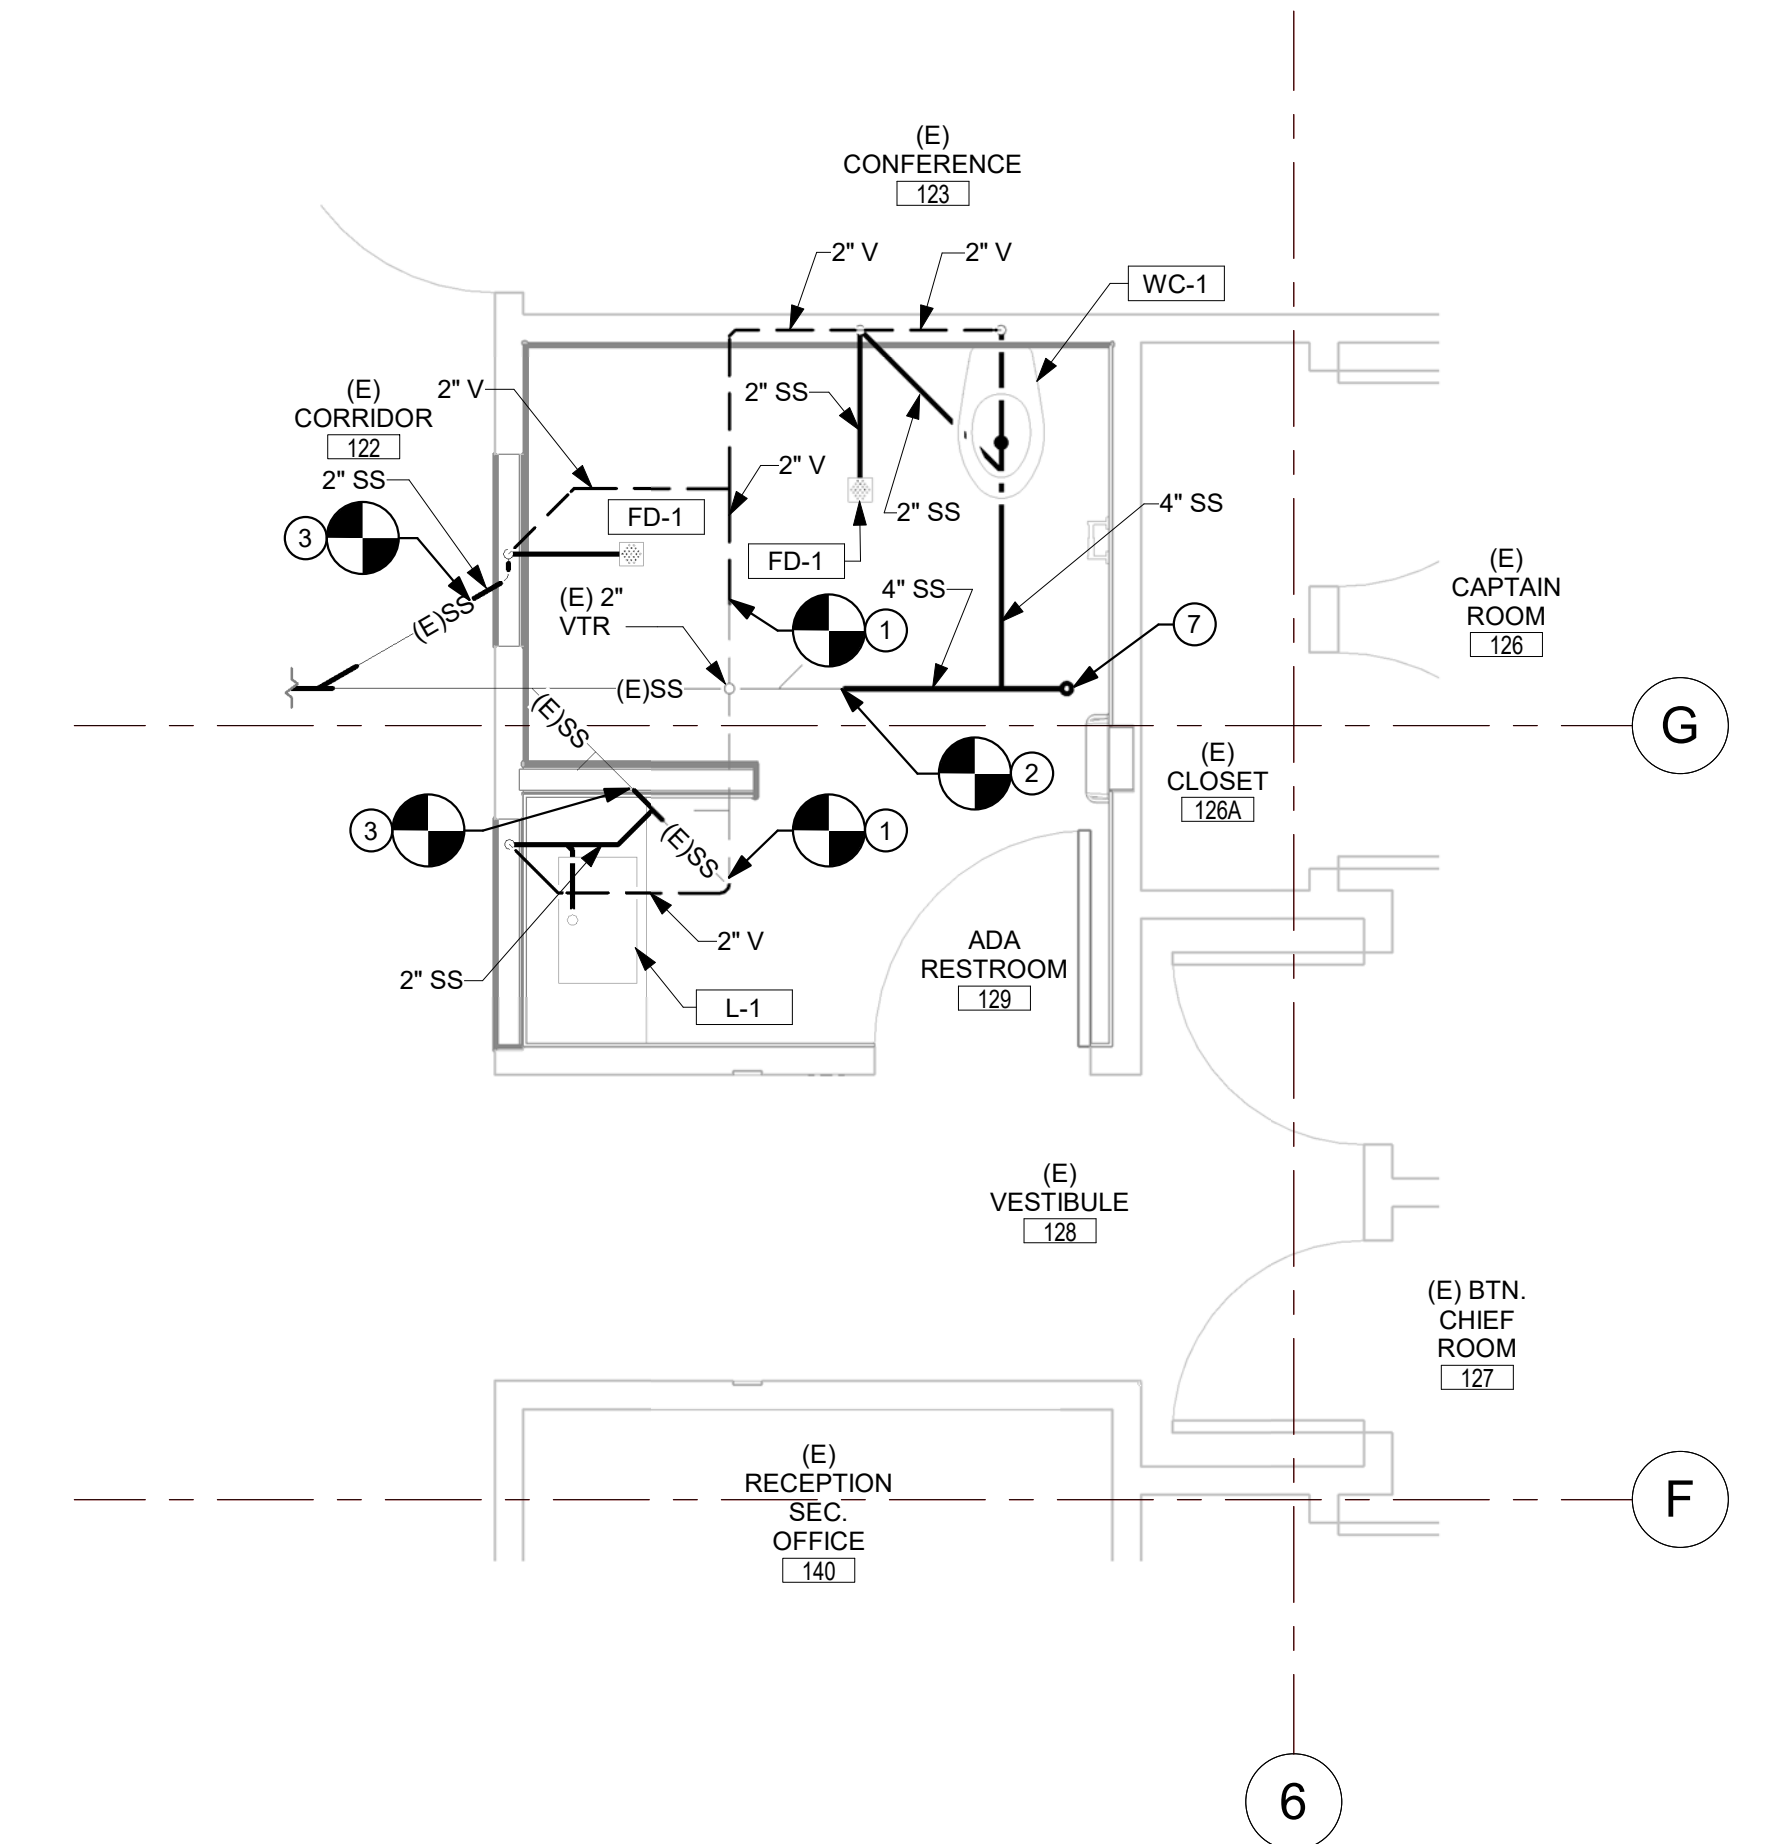 (E)
CONFERENCE
123
2" V
2" V
WC-1
(E)
CORRIDOR
122
2" V
2" SS
2" SS
2" V
FD-1
2" SS
4" SS
3
FD-1
(E)
CAPTAIN
ROOM
126
(E)SS
(E) 2"
VTR
4" SS
1
7
(E)SS
(E)SS
G
2
(E)
CLOSET
126A
3
(E)SS
1
2" V
2" SS
L-1
ADA
RESTROOM
129
(E)
VESTIBULE
128
(E) BTN.
CHIEF
ROOM
127
(E)
RECEPTION
SEC.
OFFICE
140
F
6